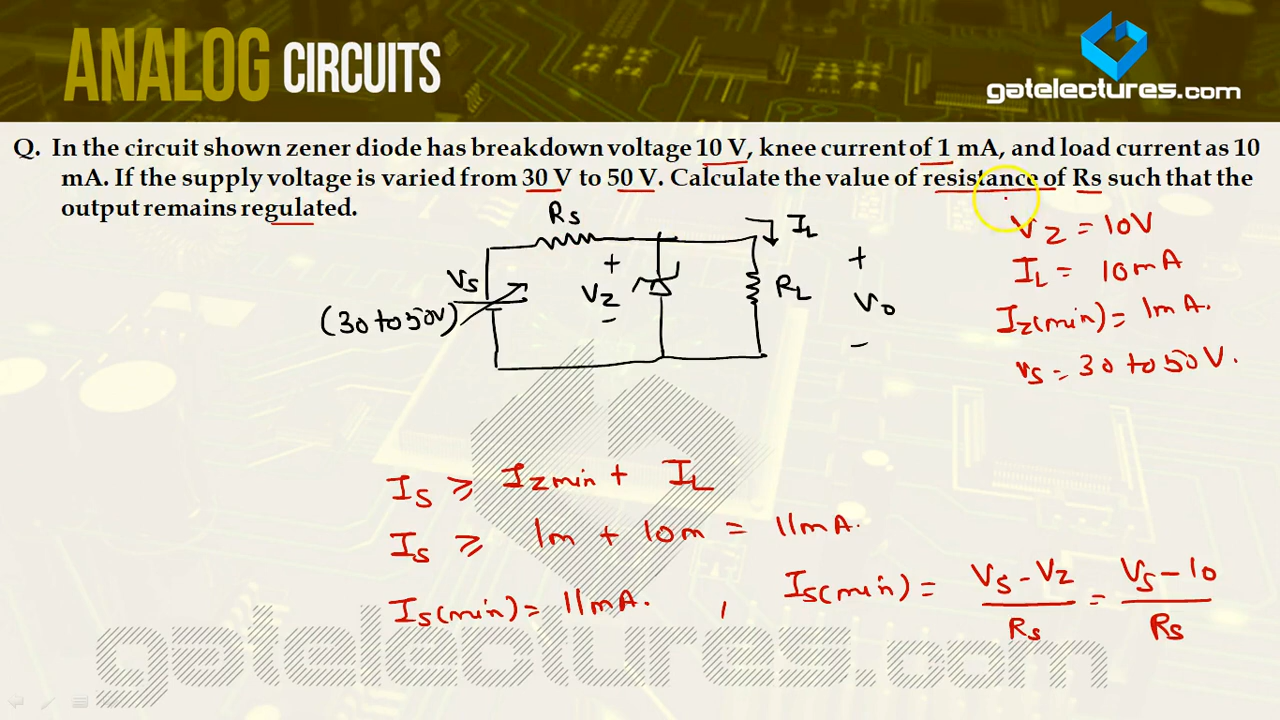 ANALOG CIRCUITS
gatelectures.com
Q. In the circuit shown zener diode has breakdown voltage 10 V, knee current of 1 mA, and load current as 10
mA. If the supply voltage is varied from 30 V to 50 V. Calculate the value of resistance of Rs such that the
output remains regulated.
Rs
IL
Vs
(30 to 50V)
+
Vz
-
RL
+
Vo
-
Vz = 10V
IL = 10mA
Iz(min) = 1mA.
Vs = 30 to 50V.
Is ≥ Izmin + IL
Is ≥ 1m + 10m = 11mA.
Is(min) = 11mA. , Is(min) = Vs - Vz / Rs = Vs - 10 / Rs
gatelectures.com